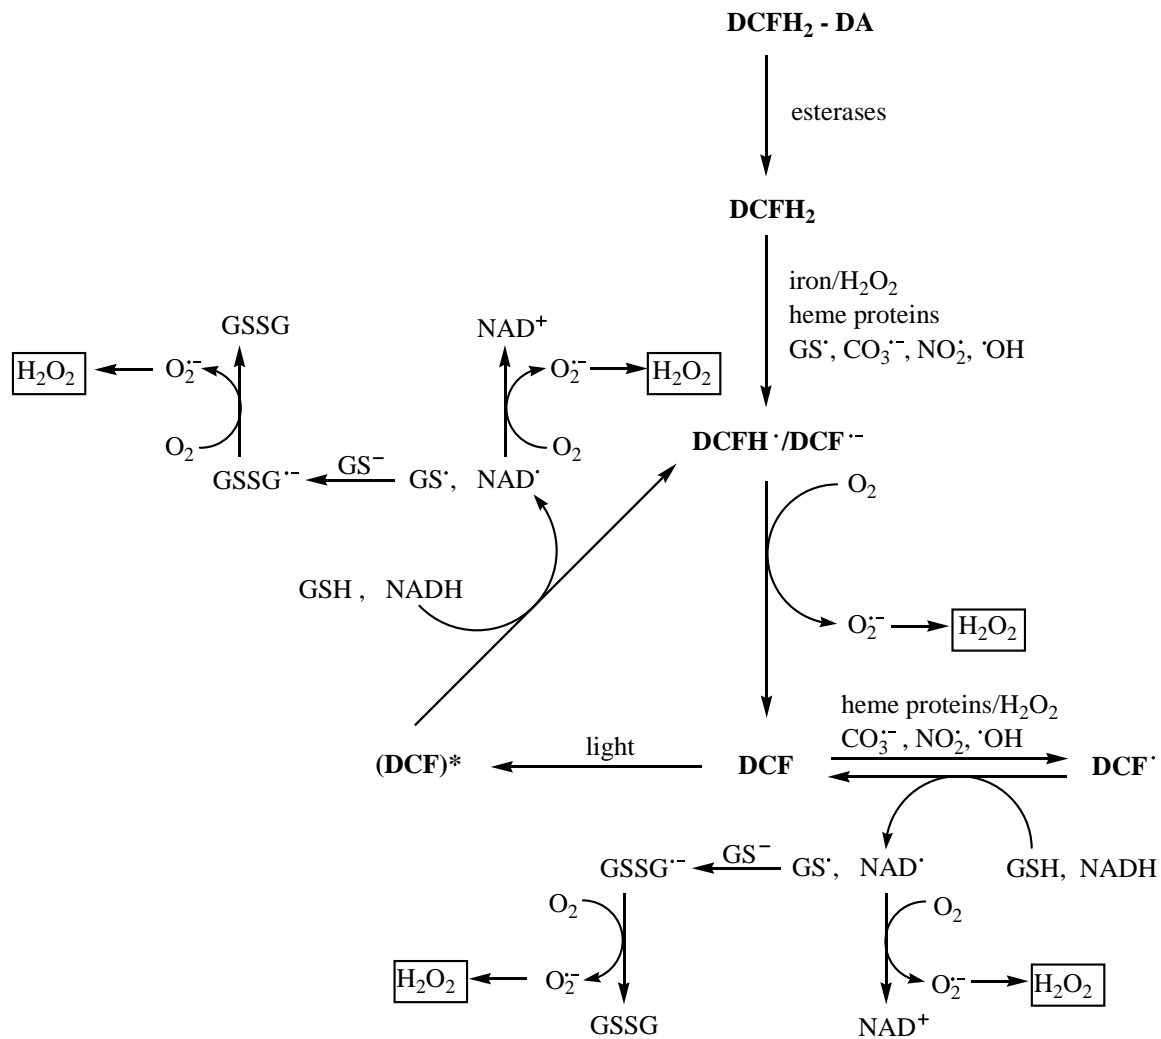 DCFH₂ - DA
esterases
DCFH₂
iron/H₂O₂
heme proteins
GS˙, CO₃˙⁻, NO₂˙, ˙OH
GSSG
NAD⁺
H₂O₂
O₂˙⁻
O₂˙⁻
H₂O₂
O₂
O₂
DCFH˙/DCF˙⁻
GSSG˙⁻
GS⁻
GS˙, NAD˙
O₂
GSH , NADH
O₂˙⁻
H₂O₂
heme proteins/H₂O₂
CO₃˙⁻ , NO₂˙, ˙OH
(DCF)*
light
DCF
DCF˙
GSSG˙⁻
GS⁻
GS˙, NAD˙
GSH, NADH
O₂
O₂
H₂O₂
O₂˙⁻
O₂˙⁻
H₂O₂
GSSG
NAD⁺